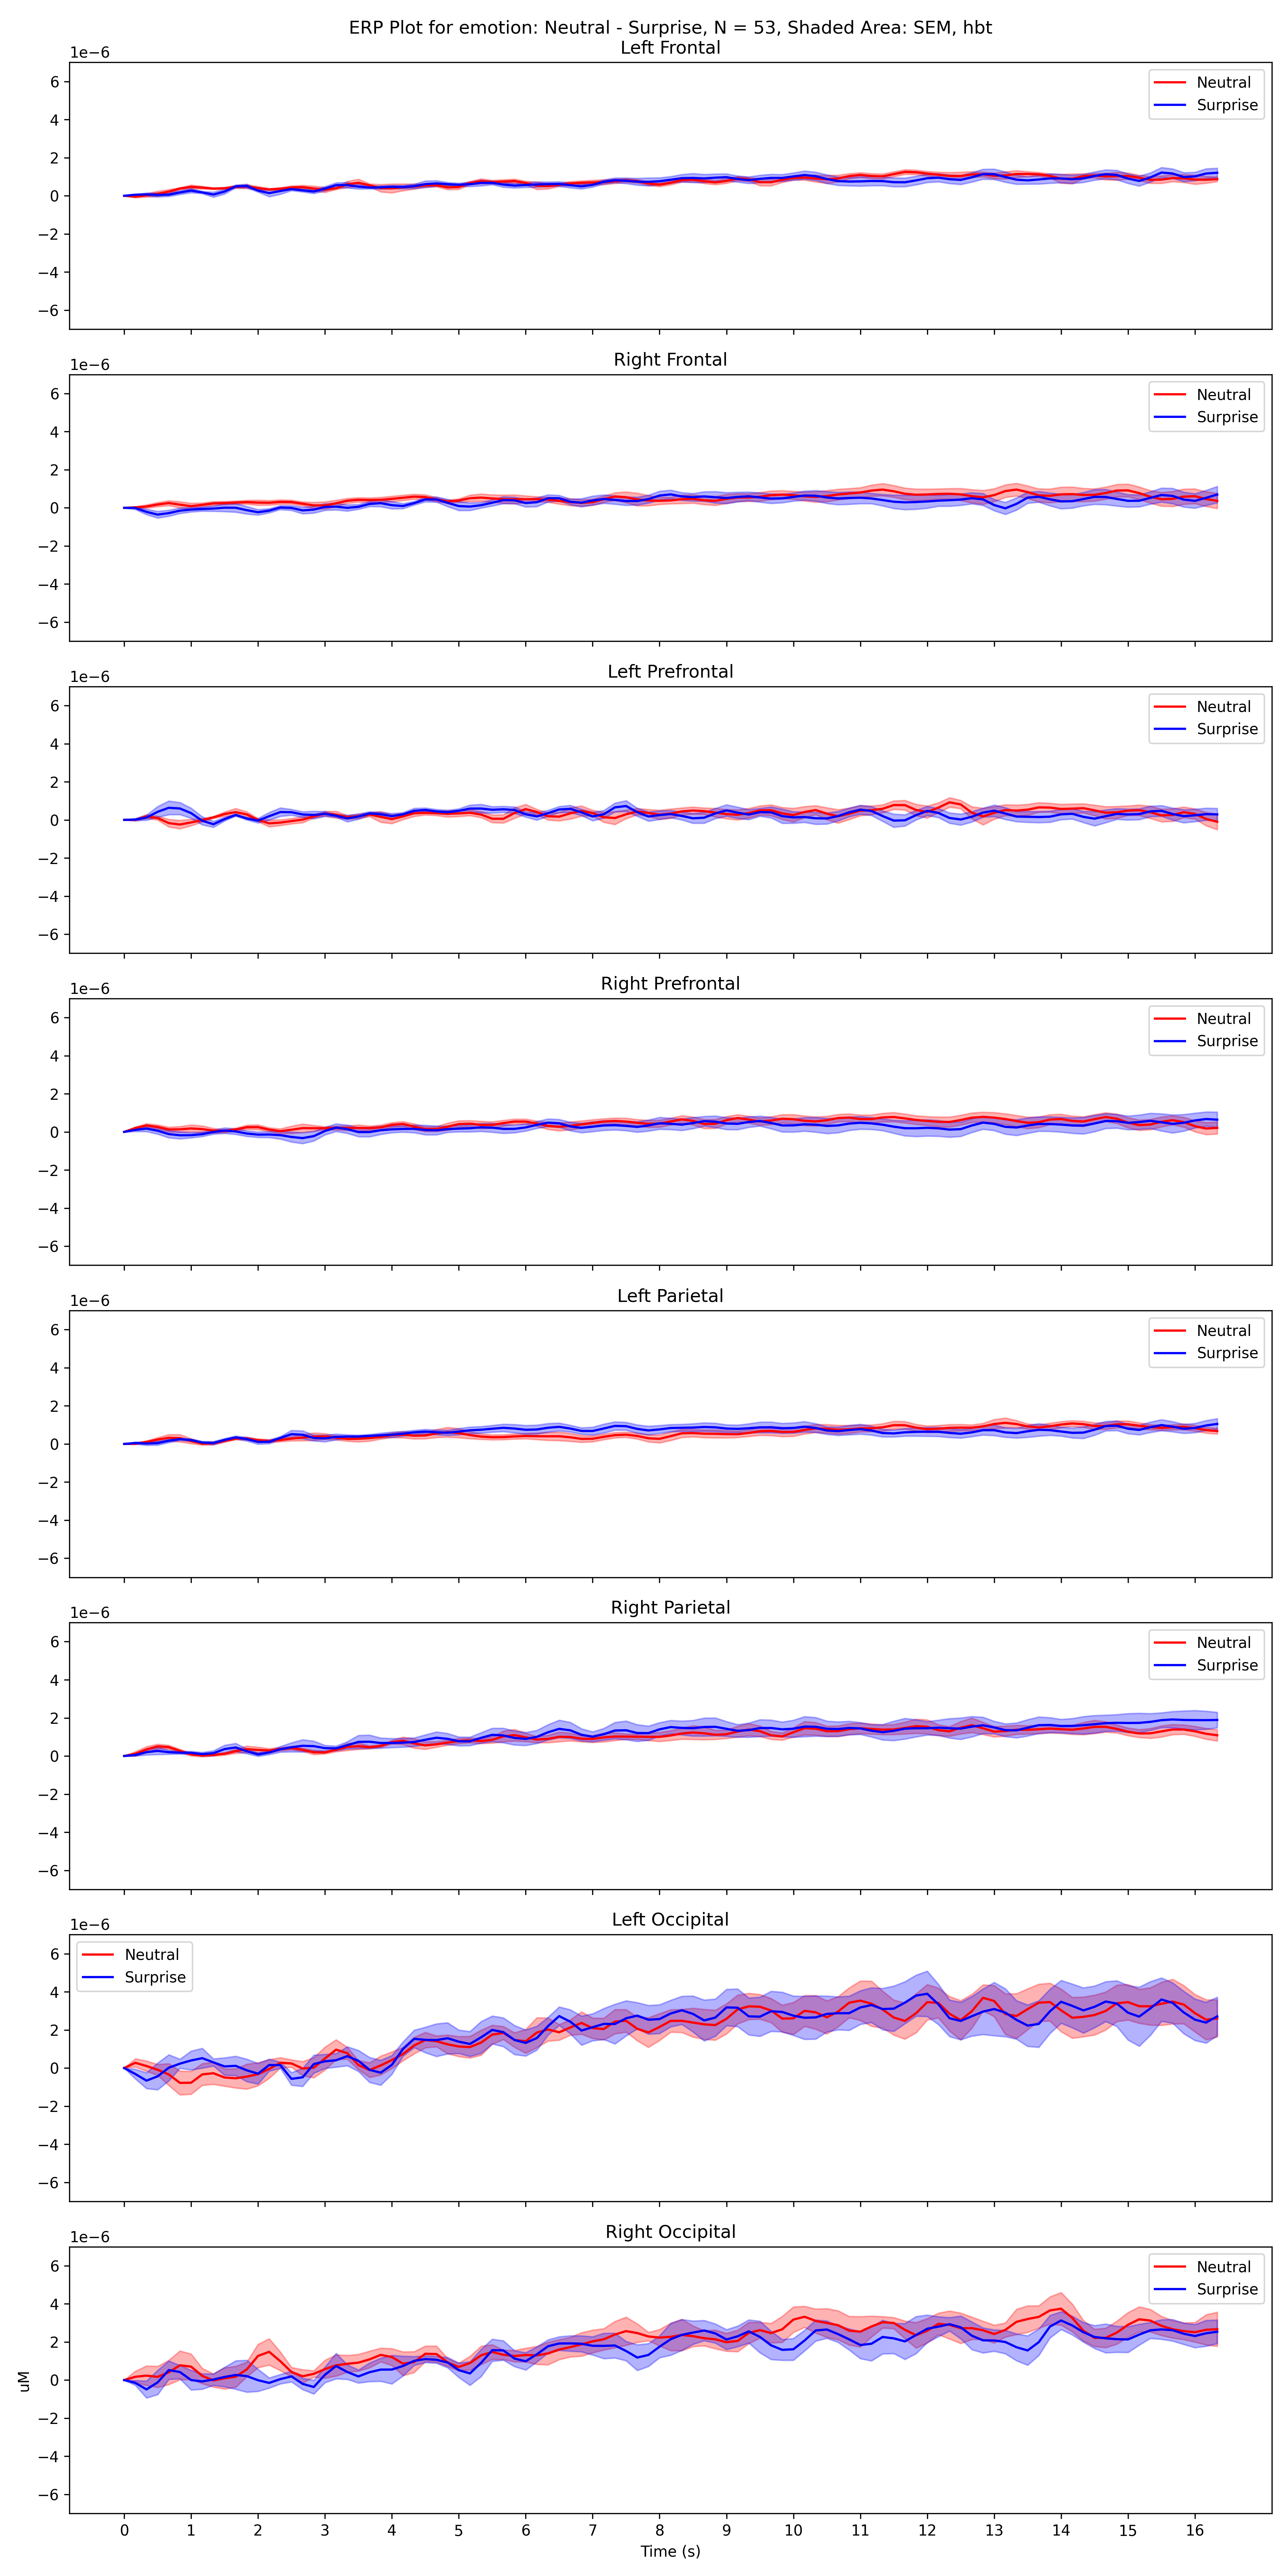 ERP Plot for emotion: Neutral - Surprise, N = 53, Shaded Area: SEM, hbt
Left Frontal
1e−6
6
4
2
0
−2
−4
−6
Neutral
Surprise
Right Frontal
1e−6
6
4
2
0
−2
−4
−6
Neutral
Surprise
Left Prefrontal
1e−6
6
4
2
0
−2
−4
−6
Neutral
Surprise
Right Prefrontal
1e−6
6
4
2
0
−2
−4
−6
Neutral
Surprise
Left Parietal
1e−6
6
4
2
0
−2
−4
−6
Neutral
Surprise
Right Parietal
1e−6
6
4
2
0
−2
−4
−6
Neutral
Surprise
Left Occipital
1e−6
6
4
2
0
−2
−4
−6
Neutral
Surprise
Right Occipital
1e−6
6
4
2
0
−2
−4
−6
Neutral
Surprise
uM
0 1 2 3 4 5 6 7 8 9 10 11 12 13 14 15 16
Time (s)